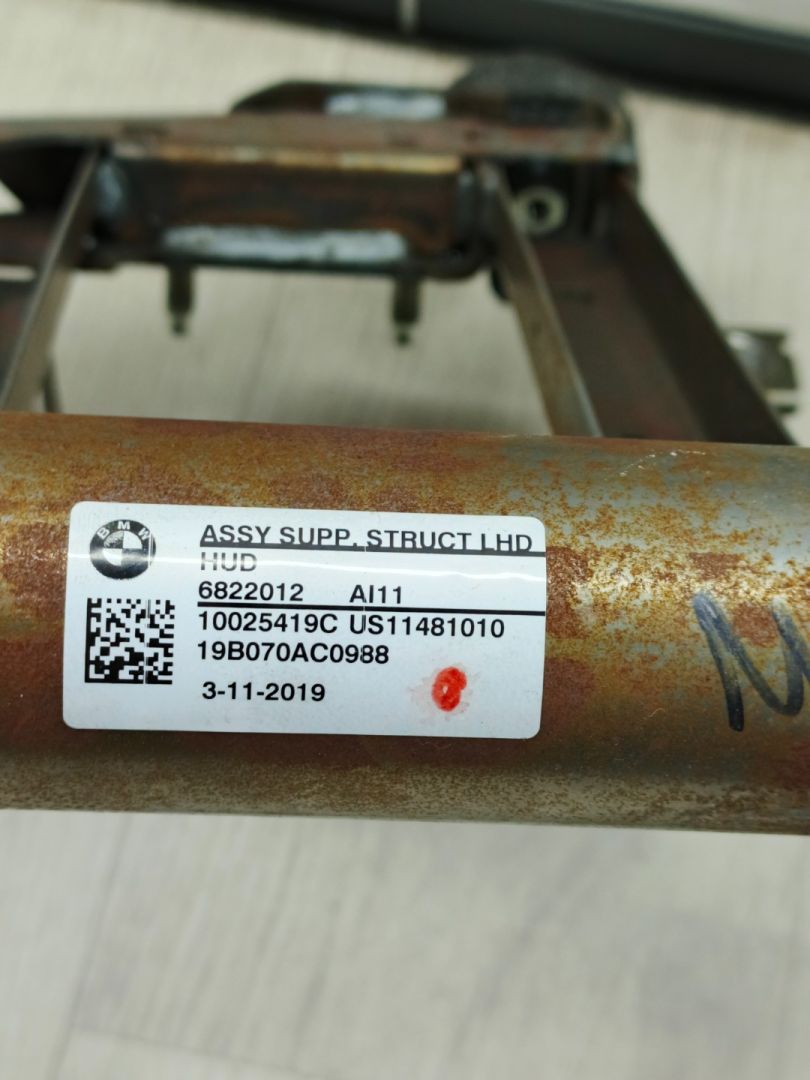 BMW
ASSY SUPP. STRUCT LHD
HUD
6822012 AI11
10025419C US11481010
19B070AC0988
3-11-2019